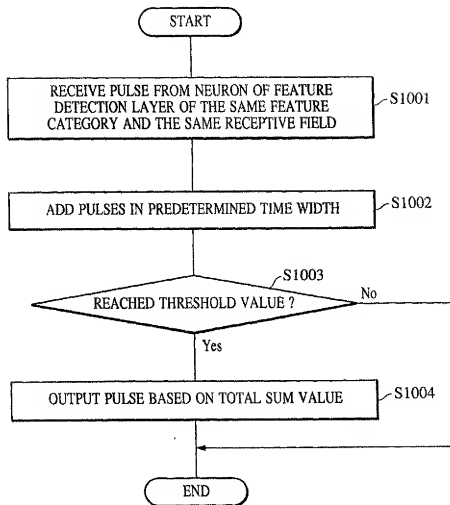 START
RECEIVE PULSE FROM NEURON OF FEATURE
DETECTION LAYER OF THE SAME FEATURE
CATEGORY AND THE SAME RECEPTIVE FIELD
S1001
ADD PULSES IN PREDETERMINED TIME WIDTH
S1002
S1003
REACHED THRESHOLD VALUE ?
No
Yes
OUTPUT PULSE BASED ON TOTAL SUM VALUE
S1004
END